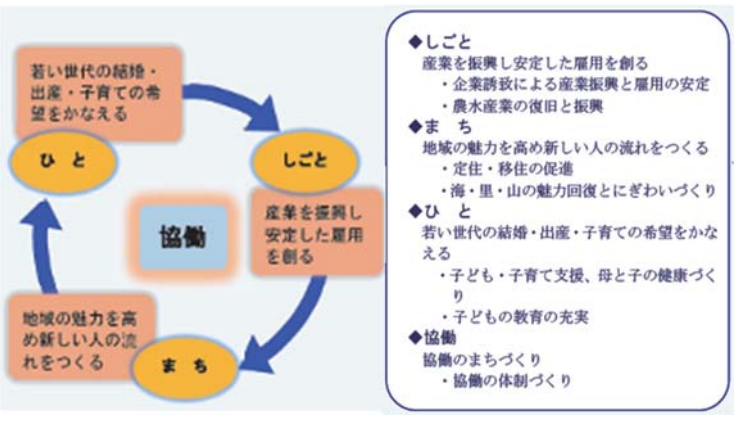 若い世代の結婚・
出産・子育ての希
望をかなえる
ひ　と
しごと
産業を振興し
安定した雇用
を創る
協働
地域の魅力を高
め新しい人の流
れをつくる
ま　ち
◆しごと
産業を振興し安定した雇用を創る
・企業誘致による産業振興と雇用の安定
・農水産業の復旧と振興
◆ま　ち
地域の魅力を高め新しい人の流れをつくる
・定住・移住の促進
・海・里・山の魅力回復とにぎわいづくり
◆ひ　と
若い世代の結婚・出産・子育ての希望をかな
える
・子ども・子育て支援、母と子の健康づく
り
・子どもの教育の充実
◆協働
協働のまちづくり
・協働の体制づくり